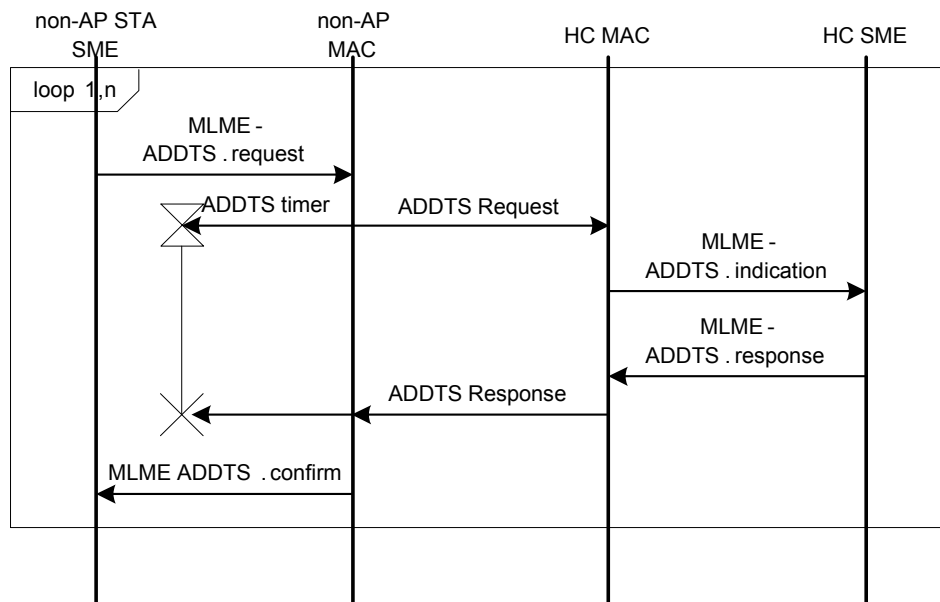 non-AP STA
SME
non-AP
MAC
HC MAC
HC SME
loop 1,n
MLME -
ADDTS . request
ADDTS timer
ADDTS Request
MLME -
ADDTS . indication
MLME -
ADDTS . response
ADDTS Response
MLME ADDTS . confirm